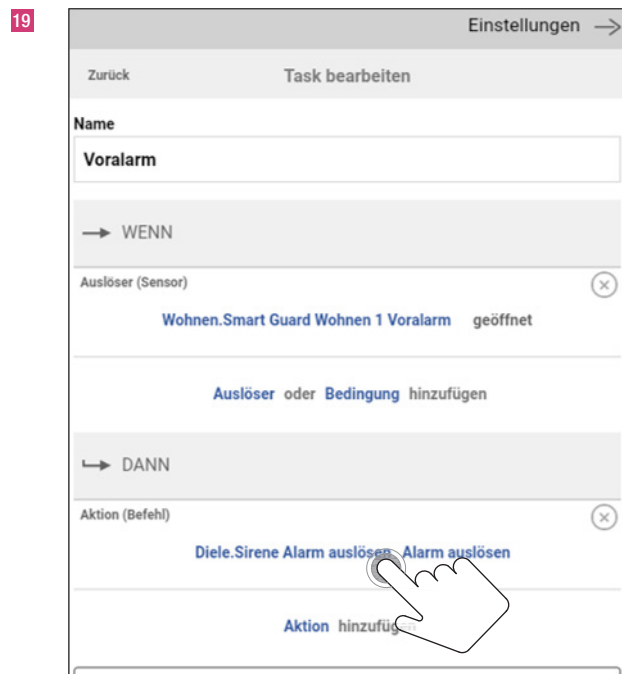 19
Einstellungen
Zurück Task bearbeiten
Name
Voralarm
WENN
Auslöser (Sensor)
Wohnen.Smart Guard Wohnen 1 Voralarm geöffnet
Auslöser oder Bedingung hinzufügen
DANN
Aktion (Befehl)
Diele.Sirene Alarm auslösen Alarm auslösen
Aktion